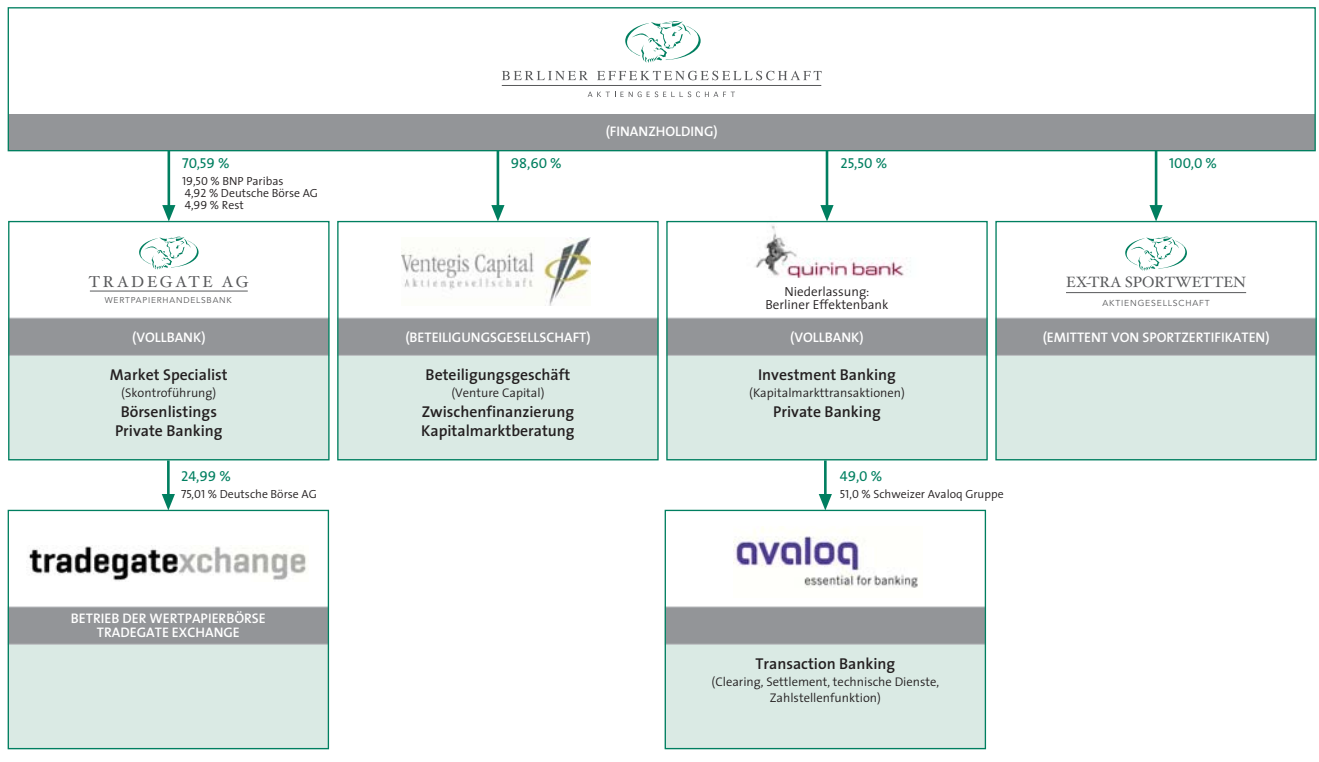 BERLINER EFFEKTENGESELLSCHAFT
AKTIENGESELLSCHAFT
(FINANZHOLDING)
70,59 %
19,50 % BNP Paribas
4,92 % Deutsche Börse AG
4,99 % Rest
98,60 %
25,50 %
100,0 %
TRADEGATE AG
WERTPAPIERHANDELSBANK
(VOLLBANK)
Market Specialist
(Skontroführung)
Börsenlistings
Private Banking
Ventegis Capital
Aktiengesellschaft
(BETEILIGUNGSGESELLSCHAFT)
Beteiligungsgeschäft
(Venture Capital)
Zwischenfinanzierung
Kapitalmarktberatung
quirin bank
Niederlassung:
Berliner Effektenbank
(VOLLBANK)
Investment Banking
(Kapitalmarkttransaktionen)
Private Banking
EX-TRA SPORTWETTEN
AKTIENGESELLSCHAFT
(EMITTENT VON SPORTZERTIFIKATEN)
24,99 %
75,01 % Deutsche Börse AG
tradegatexchange
BETRIEB DER WERTPAPIERBÖRSE
TRADEGATE EXCHANGE
49,0 %
51,0 % Schweizer Avaloq Gruppe
avaloq
essential for banking
Transaction Banking
(Clearing, Settlement, technische Dienste,
Zahlstellenfunktion)